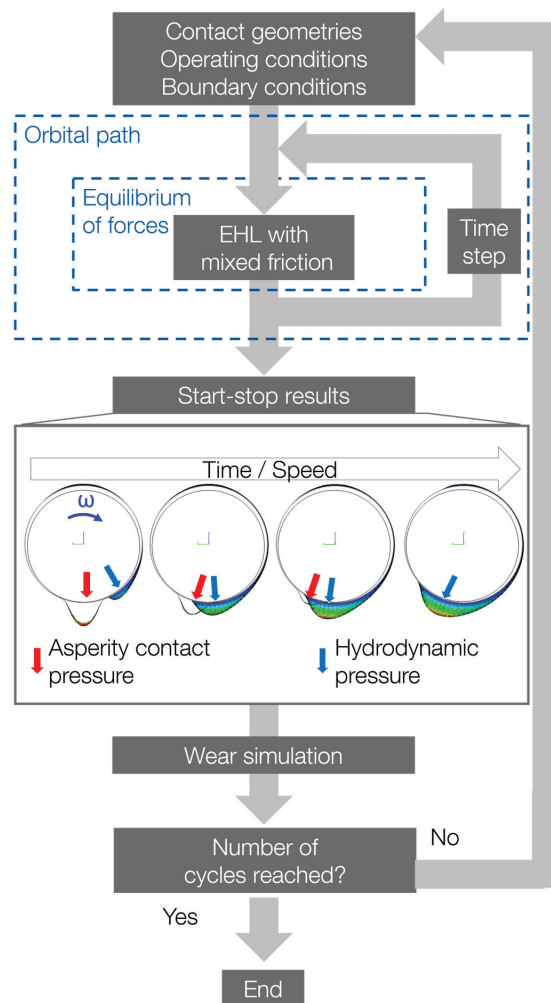 Contact geometries
Operating conditions
Boundary conditions
Orbital path
Equilibrium
of forces
EHL with
mixed friction
Time
step
Start-stop results
Time / Speed
ω
Asperity contact
pressure
Hydrodynamic
pressure
Wear simulation
Number of
cycles reached?
No
Yes
End